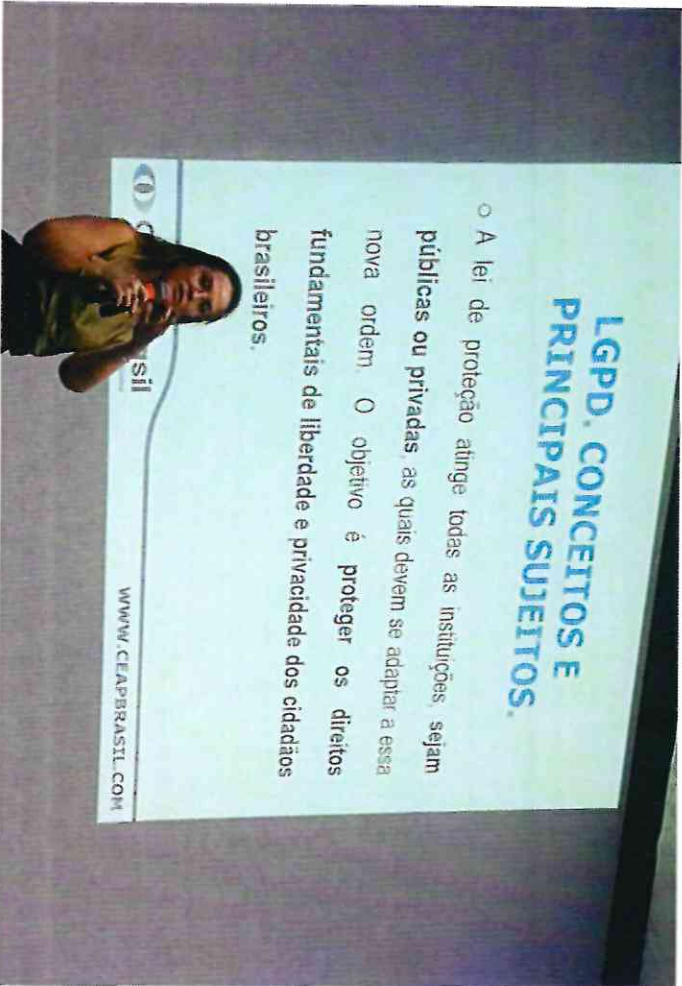 LGPD. CONCEITOS E
PRINCIPAIS SUJEITOS.
○ A lei de proteção atinge todas as instituições, sejam
públicas ou privadas, as quais devem se adaptar a essa
nova ordem. O objetivo é proteger os direitos
fundamentais de liberdade e privacidade dos cidadãos
brasileiros.
sil
WWW.CEAPBRASIL.COM